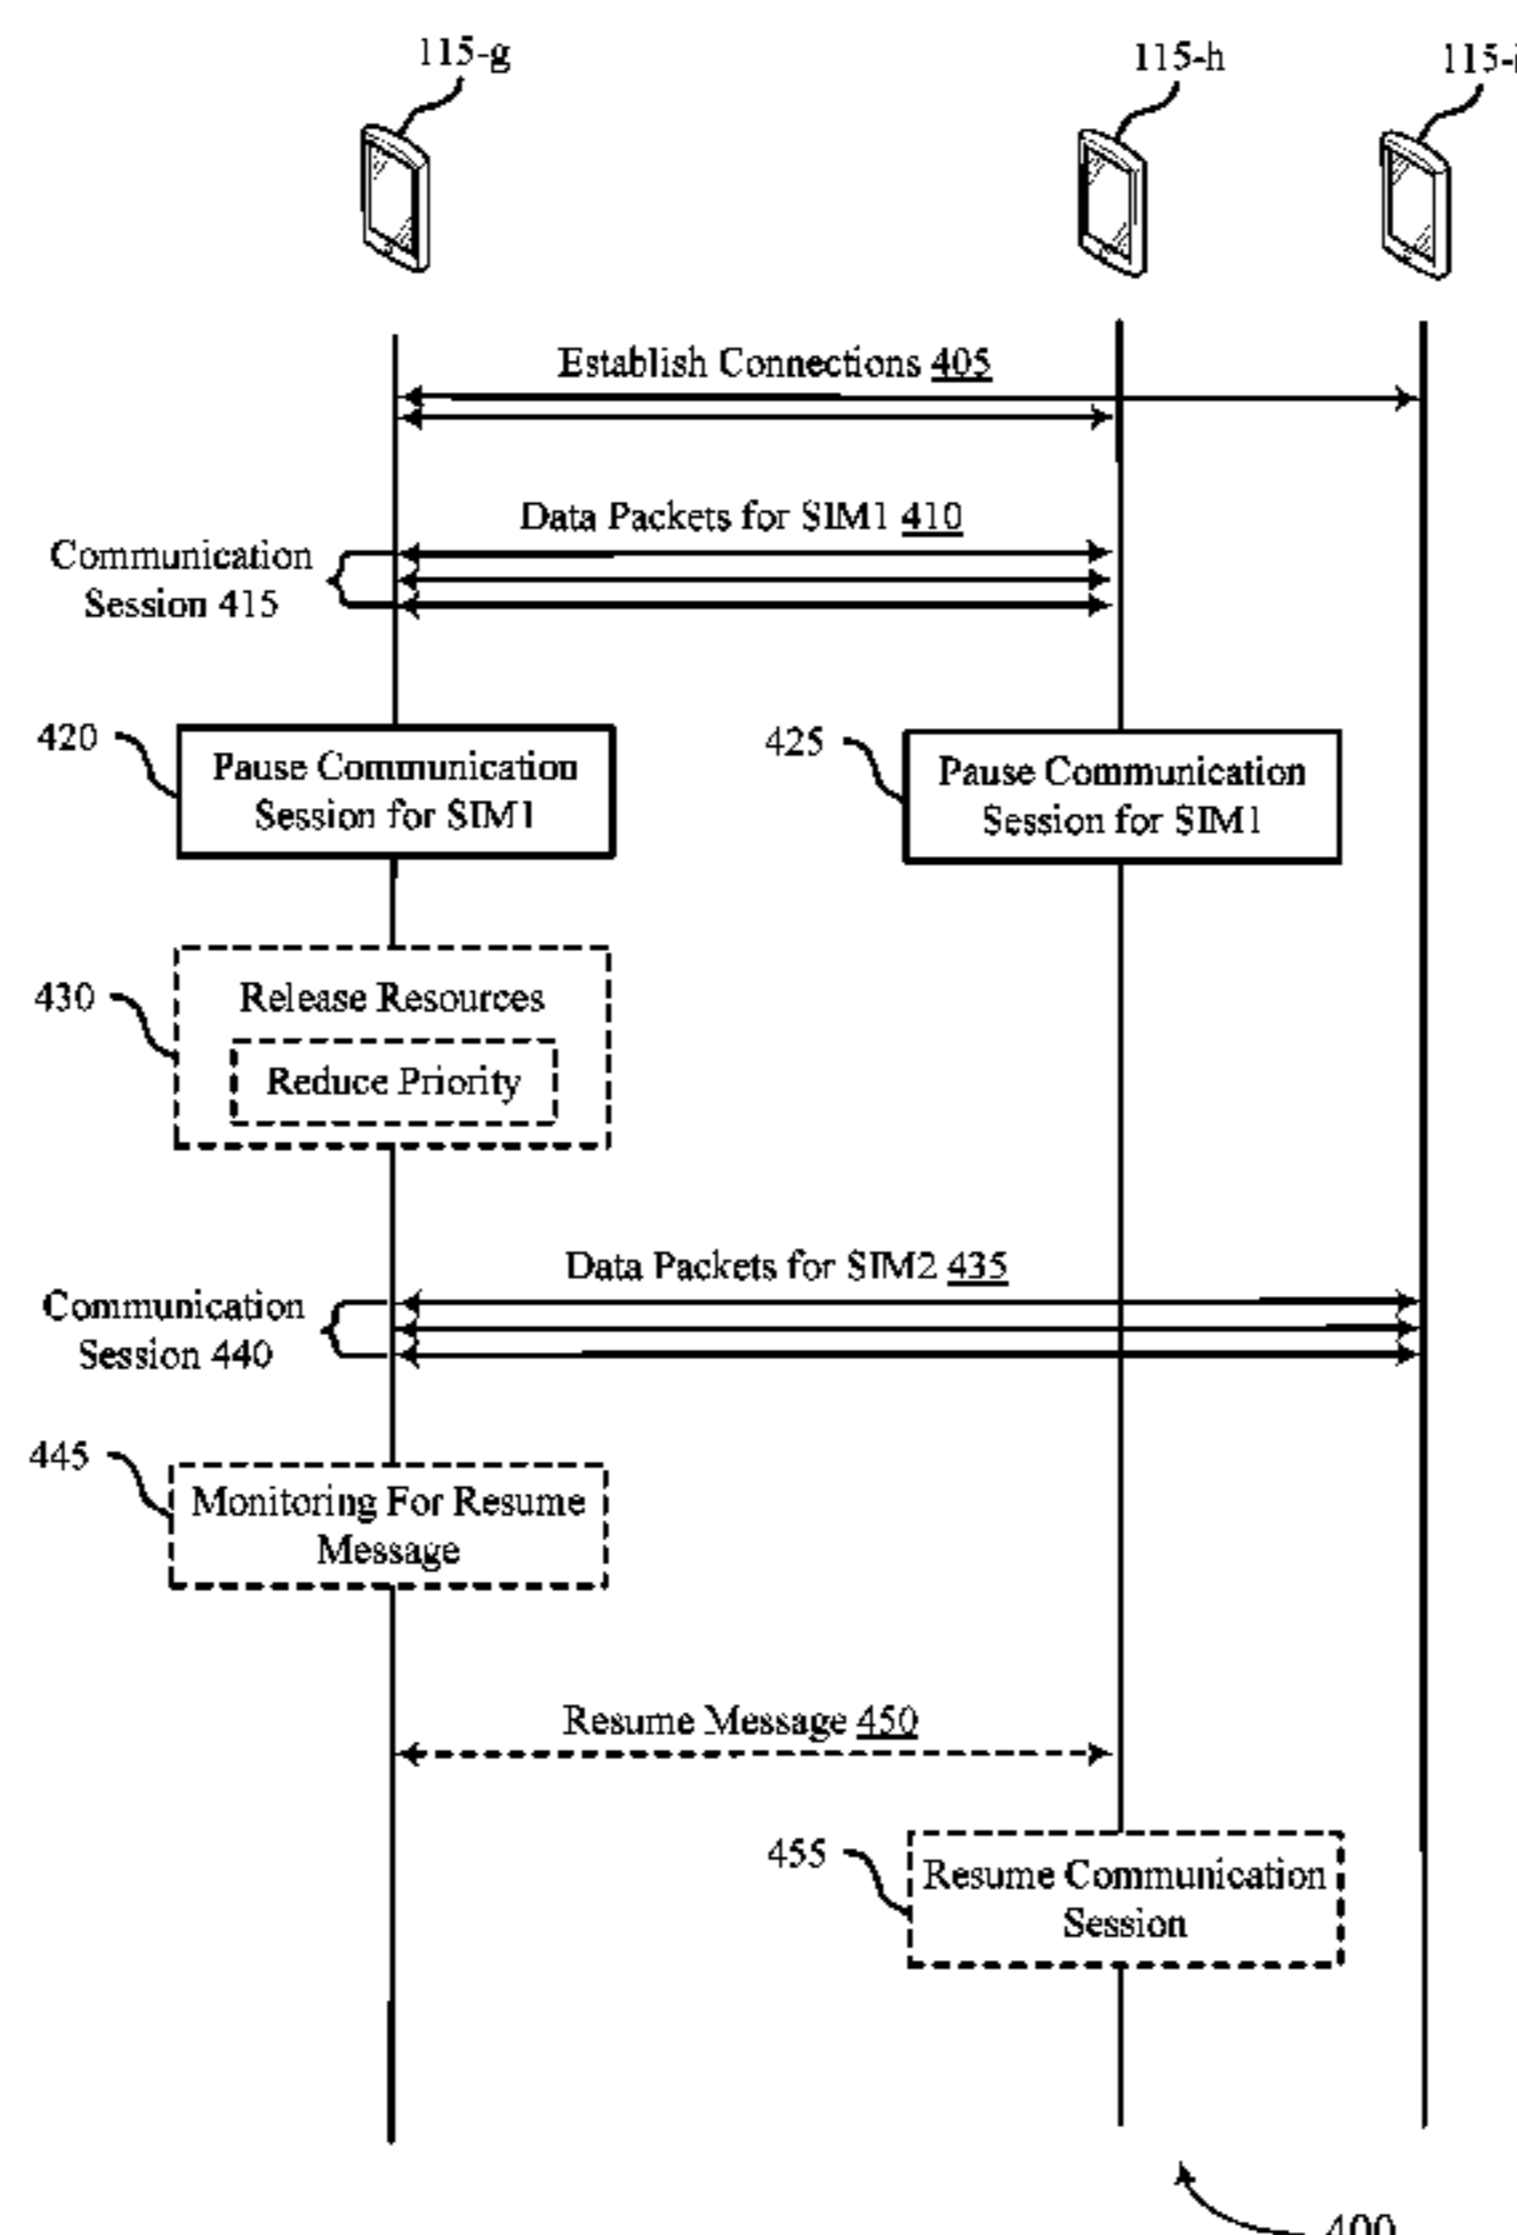 115-g
115-h
115-i
Establish Connections 405
Data Packets for SIM1 410
Communication
Session 415
420
Pause Communication
Session for SIM1
425
Pause Communication
Session for SIM1
430
Release Resources
Reduce Priority
Data Packets for SIM2 435
Communication
Session 440
445
Monitoring For Resume
Message
Resume Message 450
455
Resume Communication
Session
400